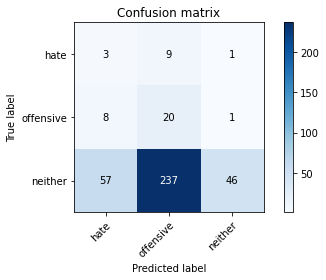 Confusion matrix
hate 3 9 1
offensive 8 20 1
neither 57 237 46
hate offensive neither
True label
Predicted label
200
150
100
50